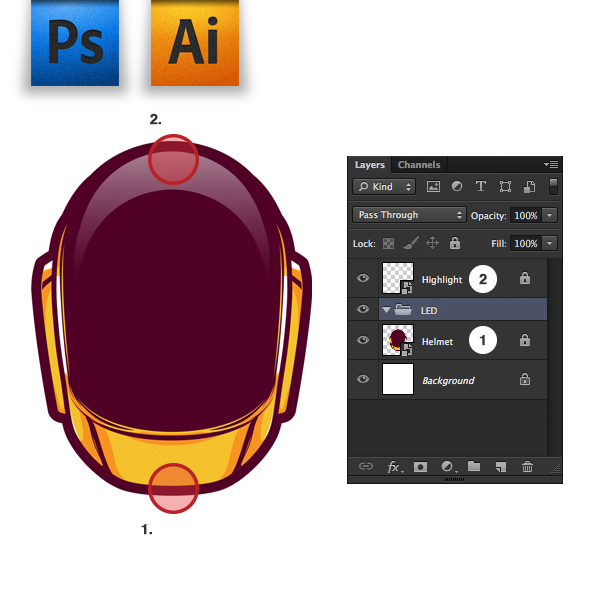 Ps Ai
2.
Layers Channels
Kind
Pass Through Opacity: 100%
Lock: Fill: 100%
Highlight 2
LED
Helmet 1
Background
fx
1.